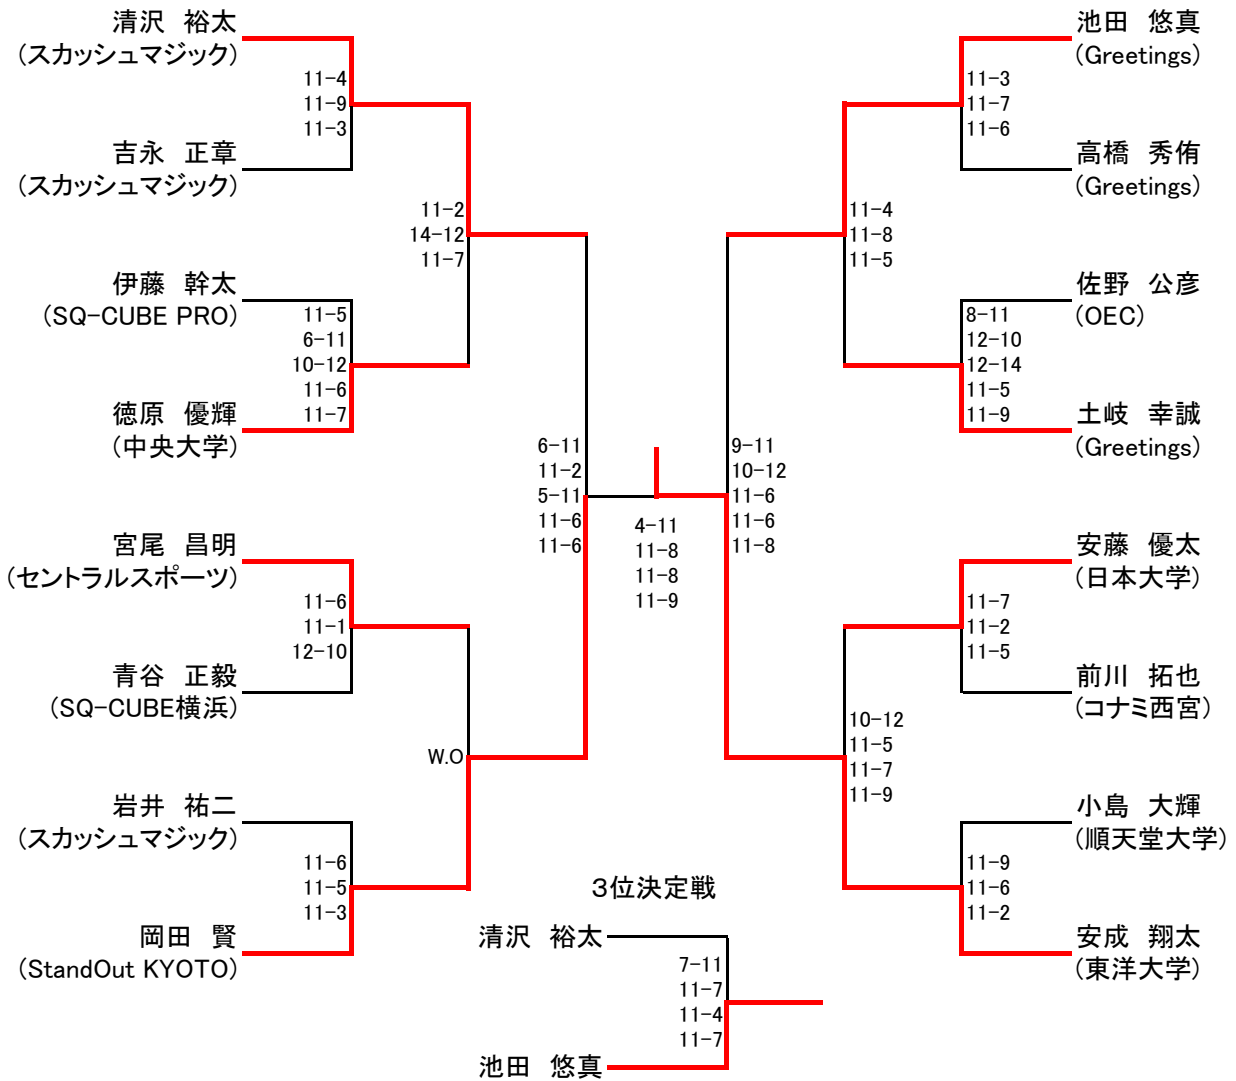 清沢　裕太
(スカッシュマジック)
11-4
11-9
11-3
吉永　正章
(スカッシュマジック)
11-2
14-12
11-7
伊藤　幹太
(SQ-CUBE PRO)
11-5
6-11
10-12
11-6
11-7
徳原　優輝
(中央大学)
6-11
11-2
5-11
11-6
11-6
宮尾　昌明
(セントラルスポーツ)
11-6
11-1
12-10
青谷　正毅
(SQ-CUBE横浜)
W.O
岩井　祐二
(スカッシュマジック)
11-6
11-5
11-3
岡田　賢
(StandOut KYOTO)
4-11
11-8
11-8
11-9
池田　悠真
(Greetings)
11-3
11-7
11-6
高橋　秀侑
(Greetings)
11-4
11-8
11-5
佐野　公彦
(OEC)
8-11
12-10
12-14
11-5
11-9
土岐　幸誠
(Greetings)
9-11
10-12
11-6
11-6
11-8
安藤　優太
(日本大学)
11-7
11-2
11-5
前川　拓也
(コナミ西宮)
10-12
11-5
11-7
11-9
小島　大輝
(順天堂大学)
11-9
11-6
11-2
安成　翔太
(東洋大学)
3位決定戦
清沢　裕太
7-11
11-7
11-4
11-7
池田　悠真